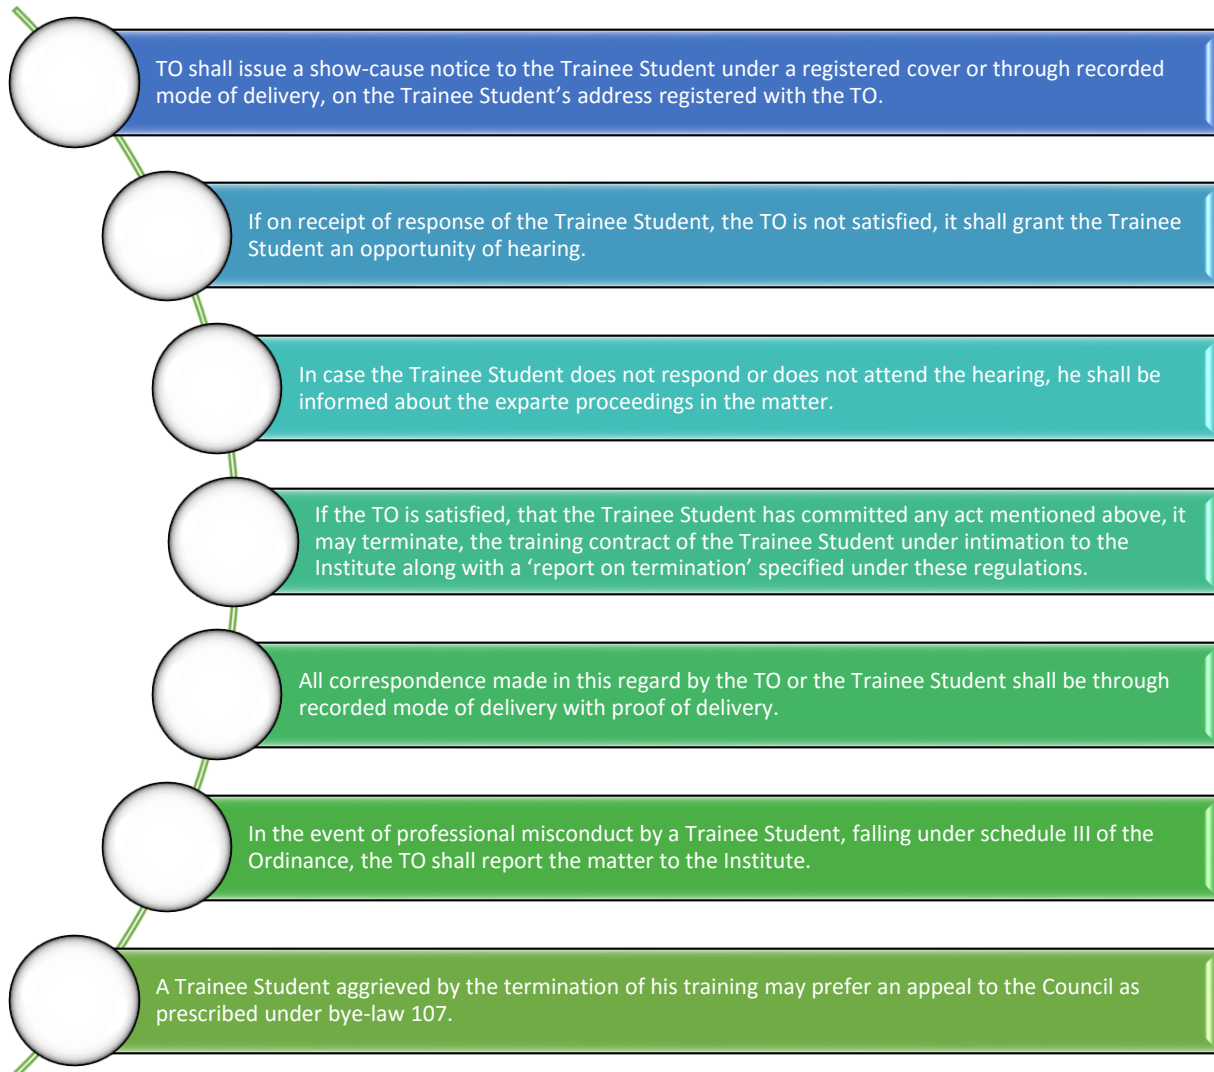 TO shall issue a show-cause notice to the Trainee Student under a registered cover or through recorded
mode of delivery, on the Trainee Student’s address registered with the TO.
If on receipt of response of the Trainee Student, the TO is not satisfied, it shall grant the Trainee
Student an opportunity of hearing.
In case the Trainee Student does not respond or does not attend the hearing, he shall be
informed about the exparte proceedings in the matter.
If the TO is satisfied, that the Trainee Student has committed any act mentioned above, it
may terminate, the training contract of the Trainee Student under intimation to the
Institute along with a ‘report on termination’ specified under these regulations.
All correspondence made in this regard by the TO or the Trainee Student shall be through
recorded mode of delivery with proof of delivery.
In the event of professional misconduct by a Trainee Student, falling under schedule III of the
Ordinance, the TO shall report the matter to the Institute.
A Trainee Student aggrieved by the termination of his training may prefer an appeal to the Council as
prescribed under bye-law 107.